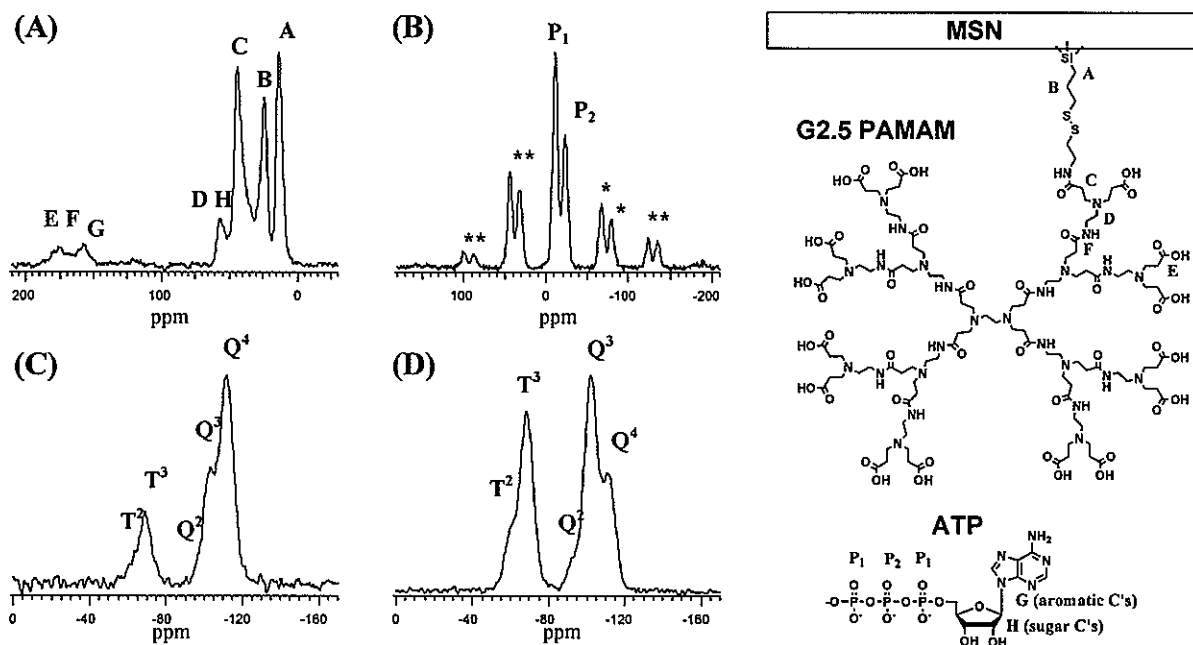 (A)
A
C
B
D H
E F G
200 100 0
ppm
(B)
P1
P2
**
**
*
*
**
100 0 -100 -200
ppm
(C)
Q4
Q3
T3
T2
Q2
0 -40 -80 -120 -160
ppm
(D)
Q3
T3
Q4
T2
Q2
0 -40 -80 -120 -160
ppm
MSN
Si
A
B
S
S
G2.5 PAMAM
C
D
E
F
ATP
NH2
P1 P2 P1
G (aromatic C's)
H (sugar C's)
OH OH